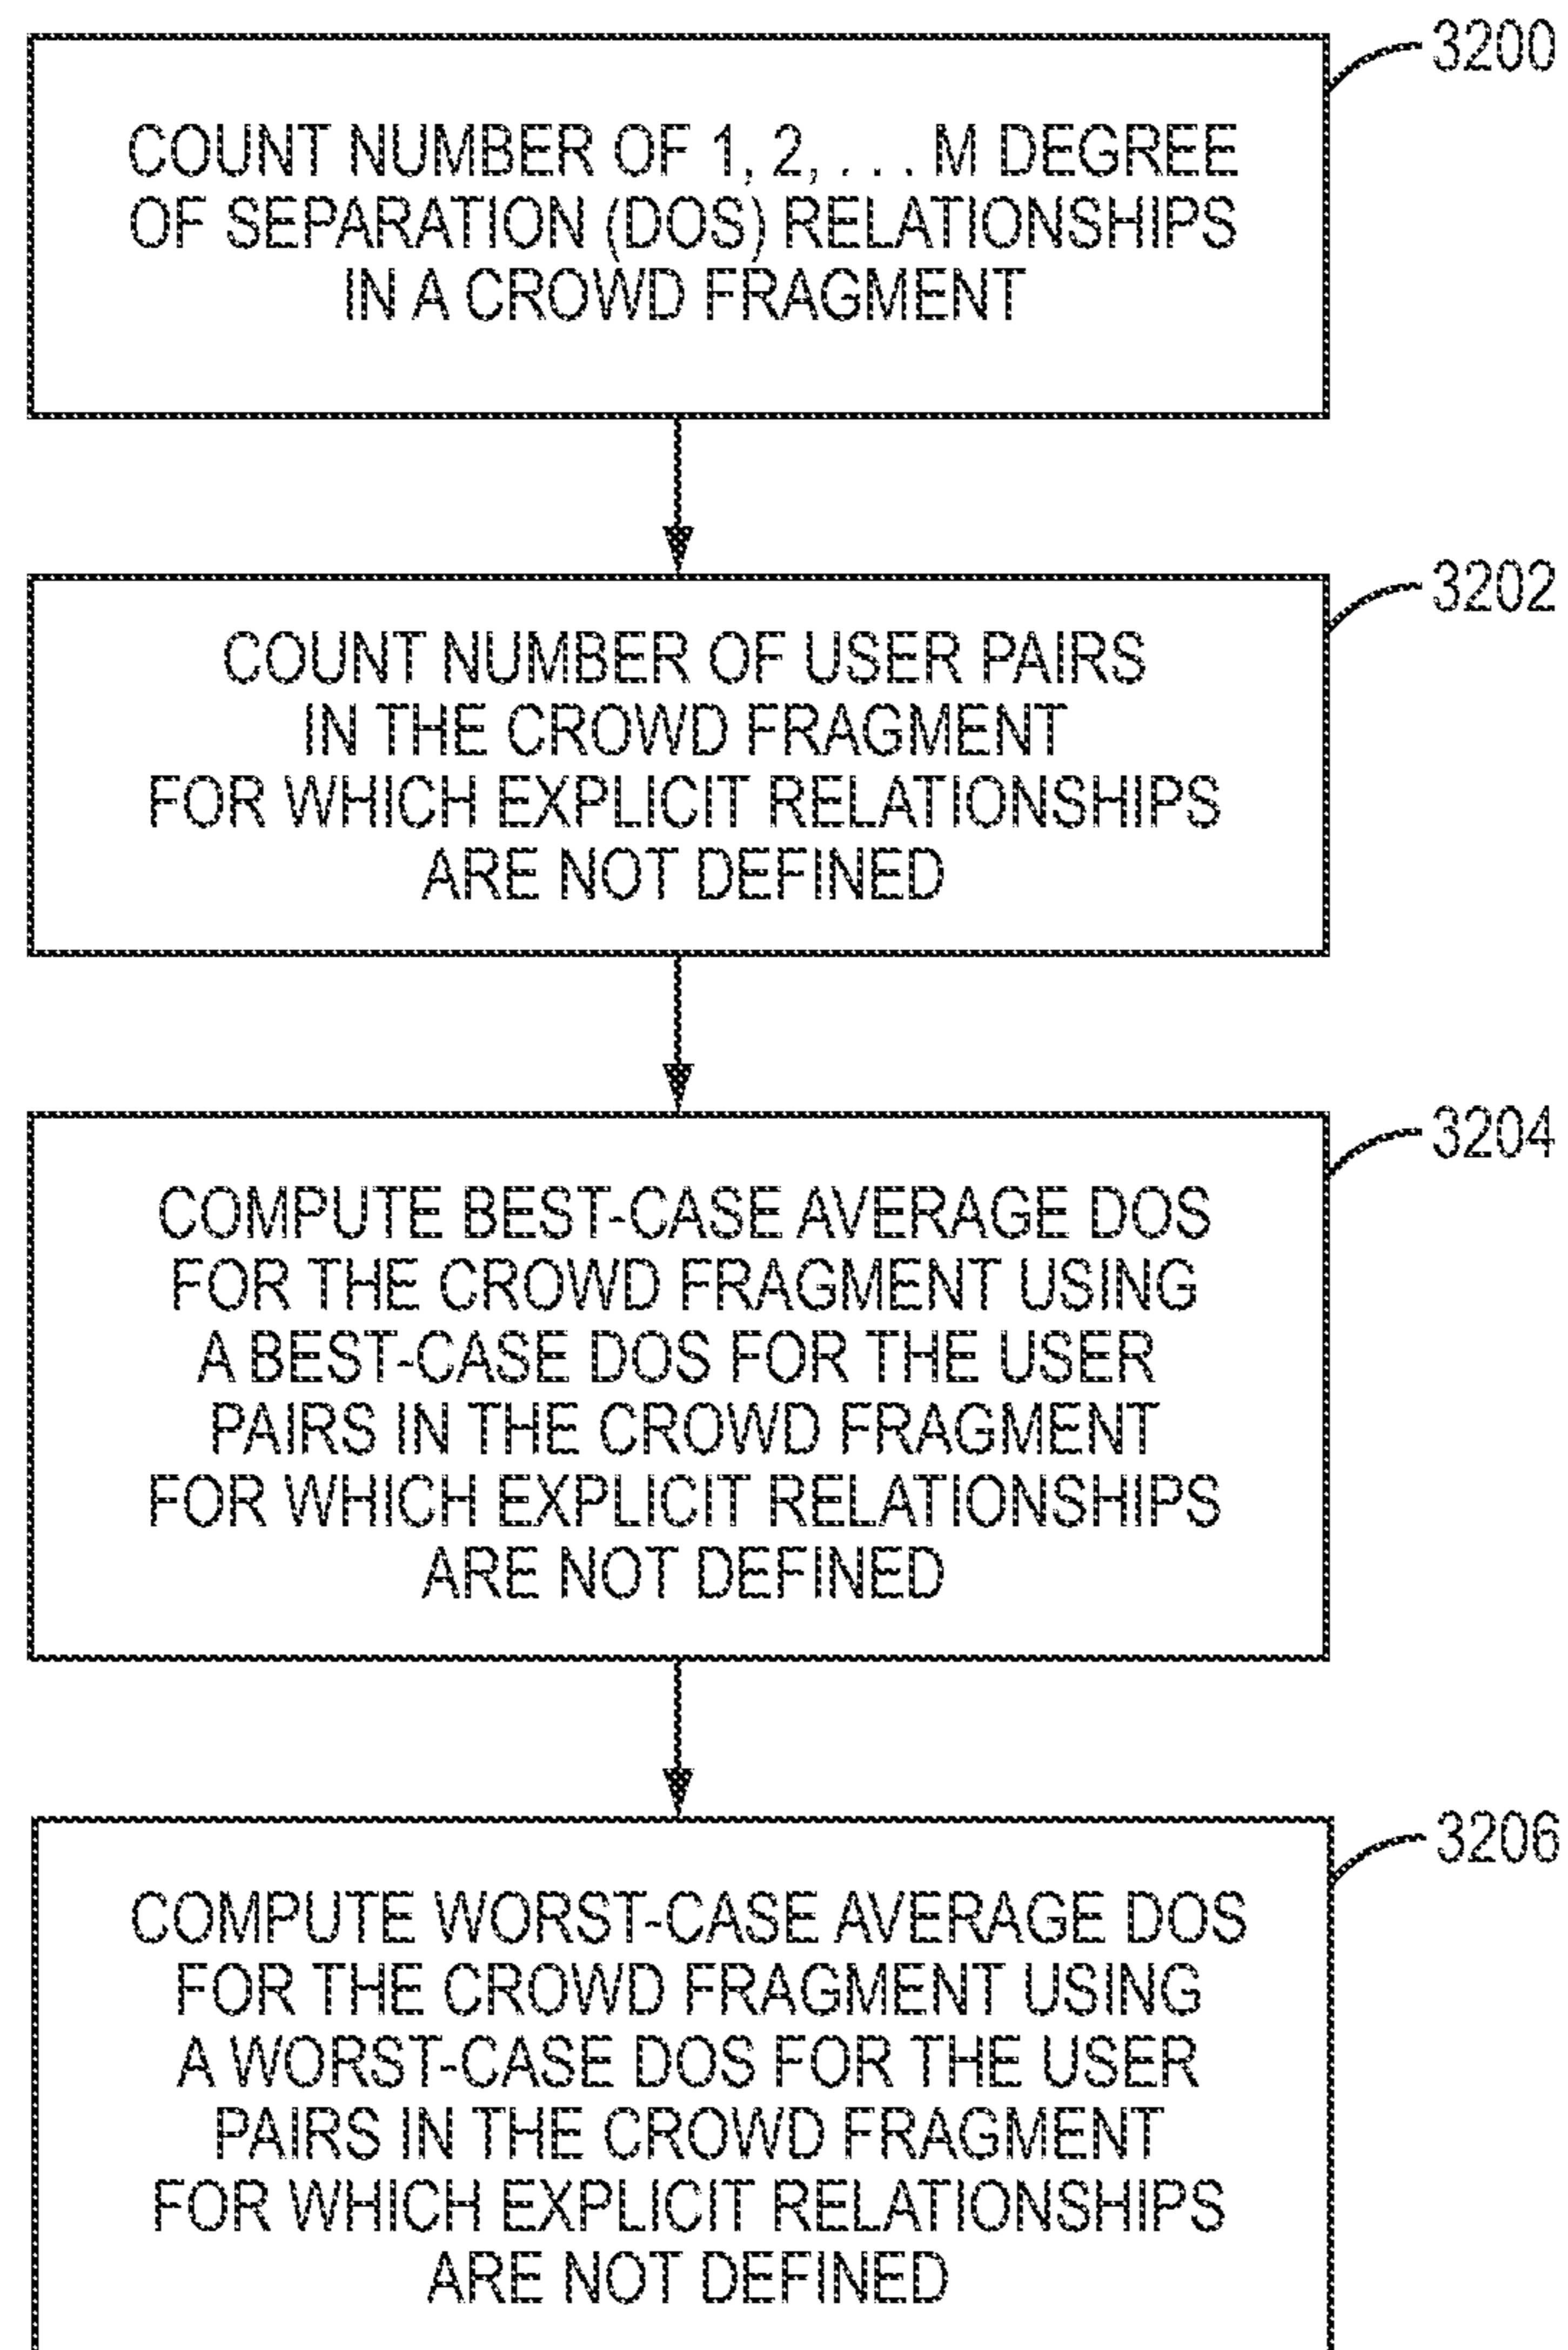 3200
COUNT NUMBER OF 1, 2, . . . M DEGREE
OF SEPARATION (DOS) RELATIONSHIPS
IN A CROWD FRAGMENT
3202
COUNT NUMBER OF USER PAIRS
IN THE CROWD FRAGMENT
FOR WHICH EXPLICIT RELATIONSHIPS
ARE NOT DEFINED
3204
COMPUTE BEST-CASE AVERAGE DOS
FOR THE CROWD FRAGMENT USING
A BEST-CASE DOS FOR THE USER
PAIRS IN THE CROWD FRAGMENT
FOR WHICH EXPLICIT RELATIONSHIPS
ARE NOT DEFINED
3206
COMPUTE WORST-CASE AVERAGE DOS
FOR THE CROWD FRAGMENT USING
A WORST-CASE DOS FOR THE USER
PAIRS IN THE CROWD FRAGMENT
FOR WHICH EXPLICIT RELATIONSHIPS
ARE NOT DEFINED